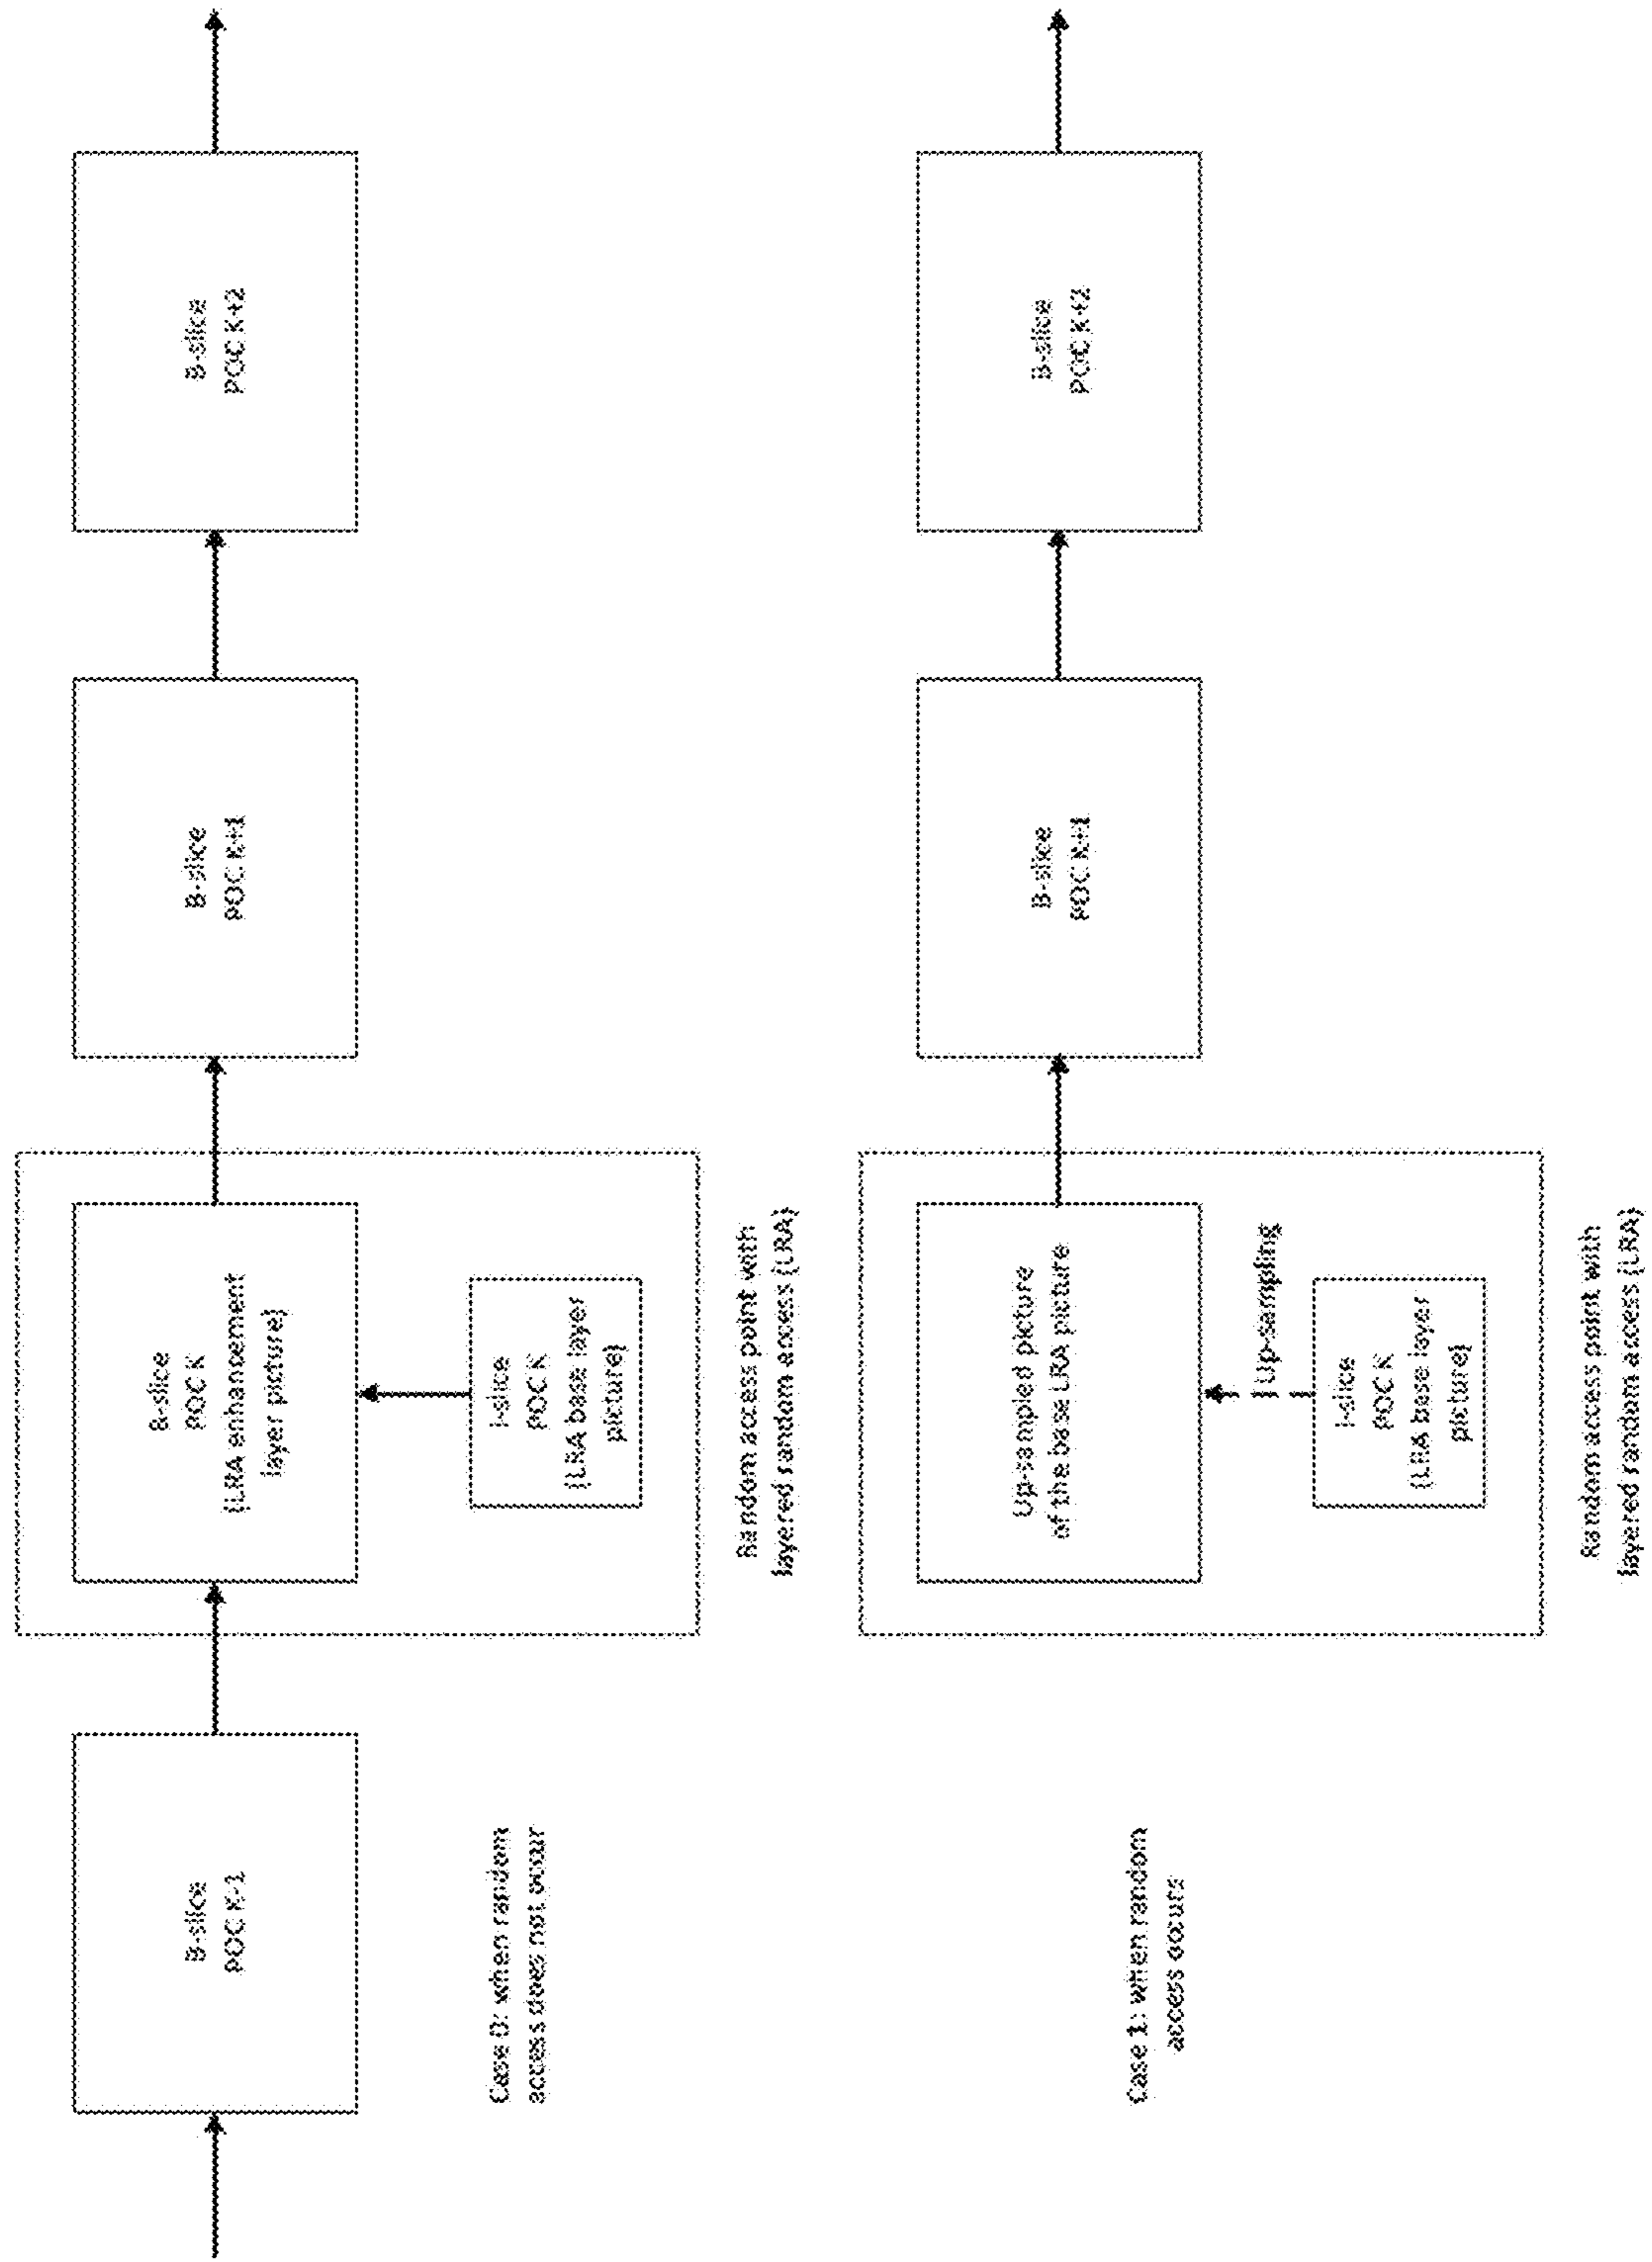 B-slice
POC K-1
B-slice
POC K
(LRA enhancement
layer picture)
I-slice
POC K
(LRA base layer
picture)
B-slice
POC K+1
B-slice
POC K+2
Case 0: when random
access does not occur
Random access point with
layered random access (LRA)
Up-sampled picture
of the base LRA picture
Up-sampling
I-slice
POC K
(LRA base layer
picture)
B-slice
POC K+1
B-slice
POC K+2
Case 1: when random
access occurs
Random access point with
layered random access (LRA)